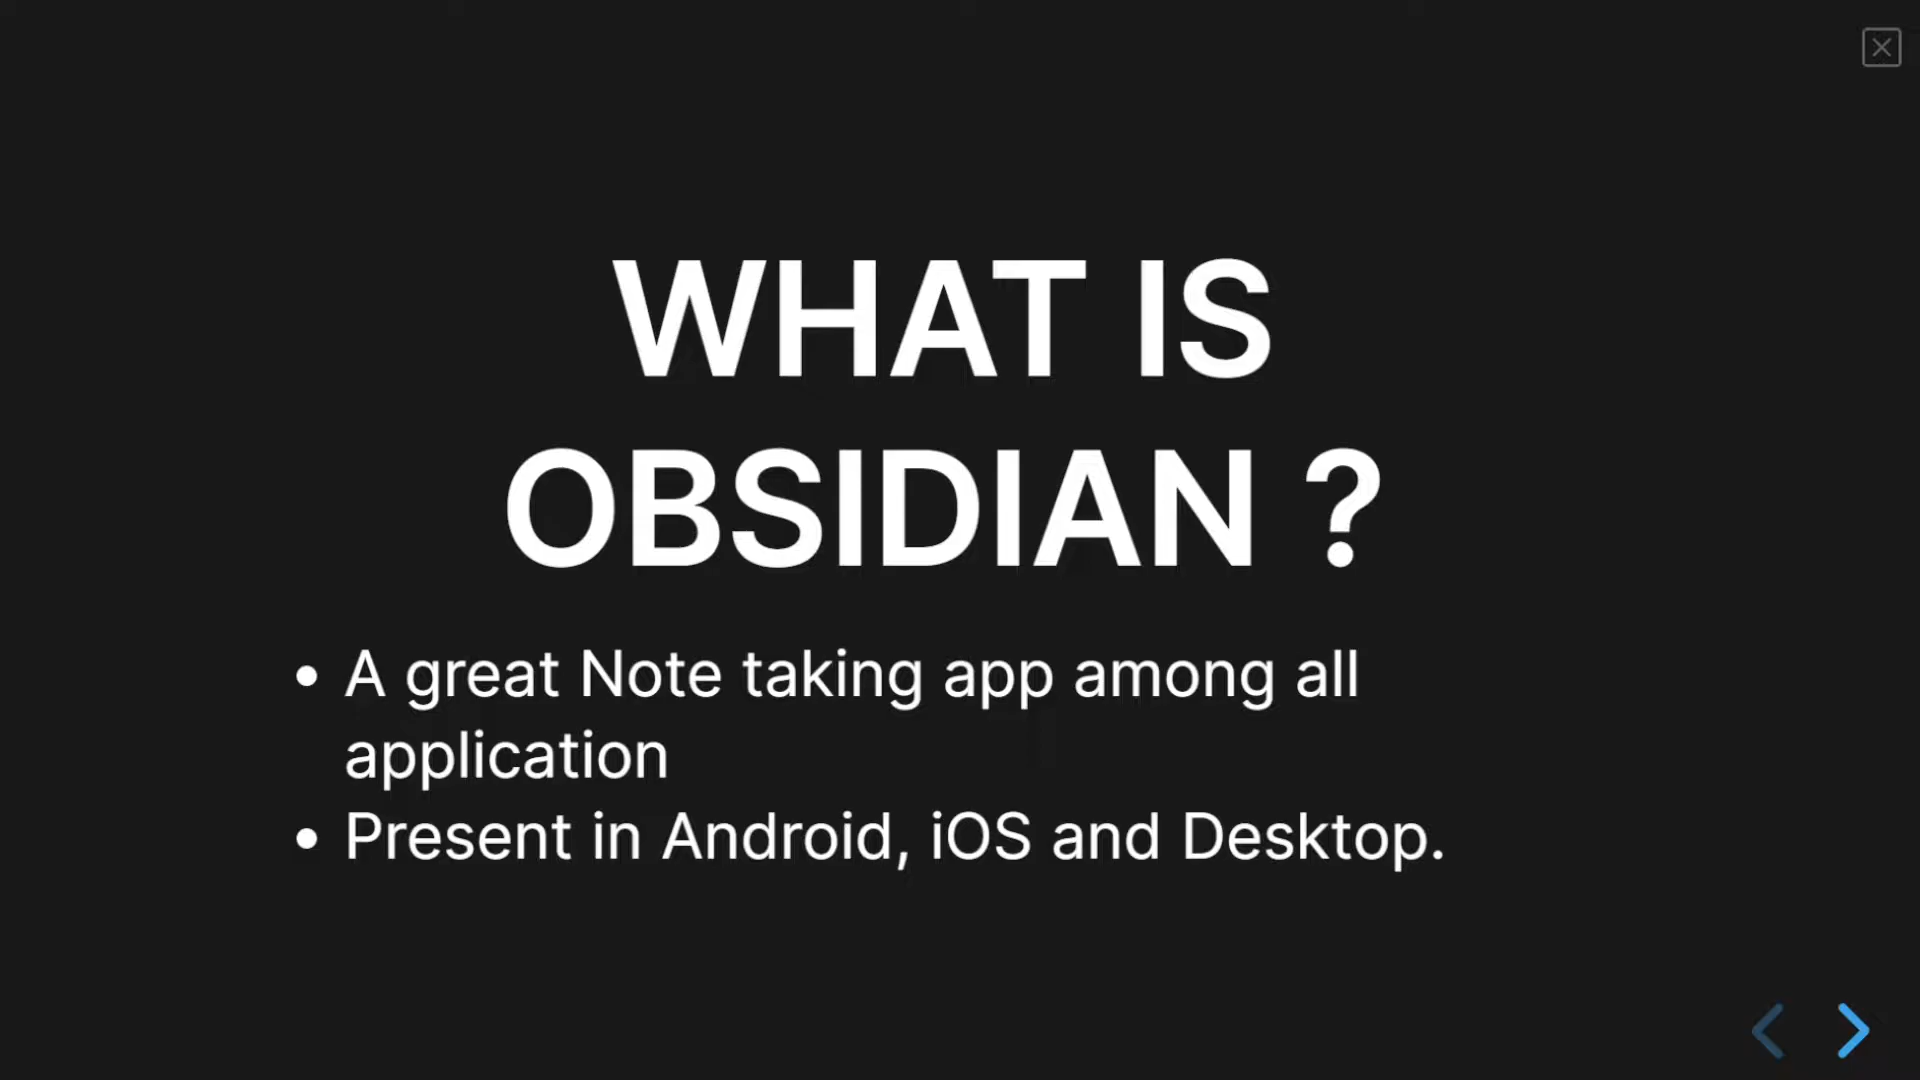 WHAT IS
OBSIDIAN ?
• A great Note taking app among all
application
• Present in Android, iOS and Desktop.